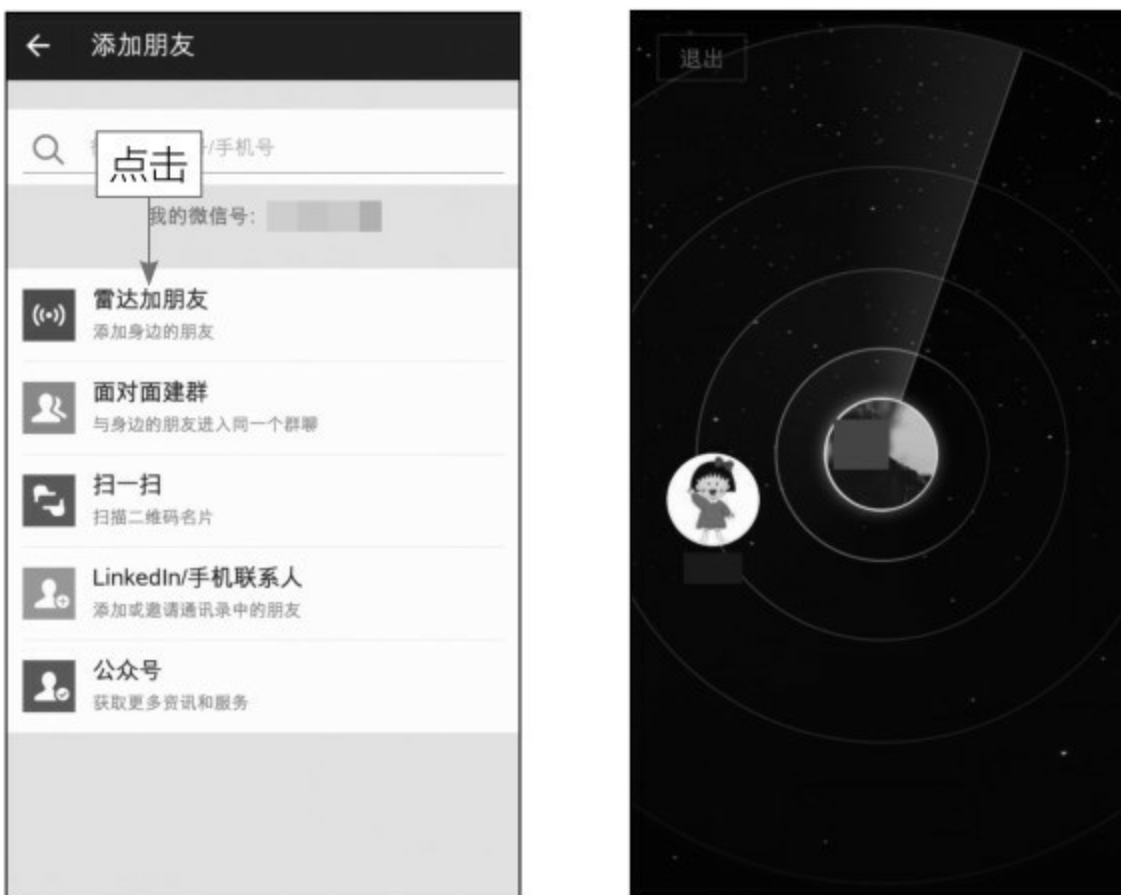 添加朋友
/手机号
点击
我的微信号:
雷达加朋友
添加身边的朋友
面对面建群
与身边的朋友进入同一个群聊
扫一扫
扫描二维码名片
LinkedIn/手机联系人
添加或邀请通讯录中的朋友
公众号
获取更多资讯和服务
退出